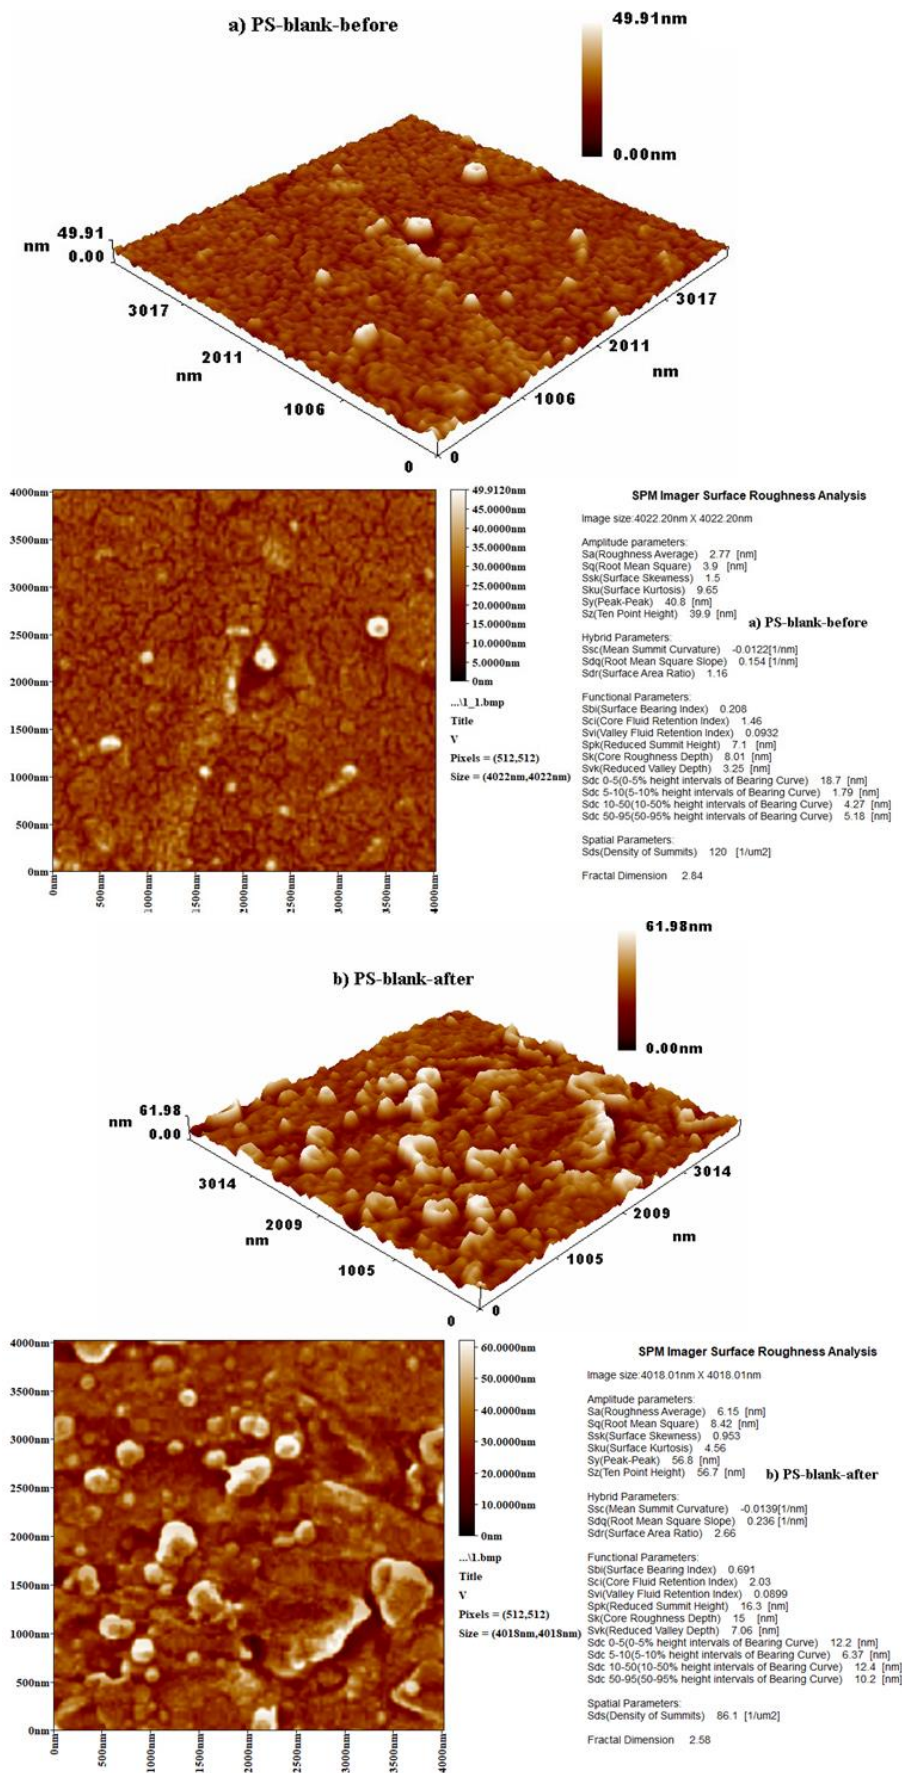 a) PS-blank-before
49.91nm
0.00nm
nm 49.91
0.00
3017
2011
nm
1006
0
3017
2011
nm
1006
0
4000nm
3500nm
3000nm
2500nm
2000nm
1500nm
1000nm
500nm
0nm
0nm
500nm
1000nm
1500nm
2000nm
2500nm
3000nm
3500nm
4000nm
49.9120nm
45.0000nm
40.0000nm
35.0000nm
30.0000nm
25.0000nm
20.0000nm
15.0000nm
10.0000nm
5.0000nm
0nm
...\1_1.bmp
Title
V
Pixels = (512,512)
Size = (4022nm,4022nm)
SPM Imager Surface Roughness Analysis
Image size:4022.20nm X 4022.20nm
Amplitude parameters:
Sa(Roughness Average) 2.77 [nm]
Sq(Root Mean Square) 3.9 [nm]
Ssk(Surface Skewness) 1.5
Sku(Surface Kurtosis) 9.65
Sy(Peak-Peak) 40.8 [nm]
Sz(Ten Point Height) 39.9 [nm]
a) PS-blank-before
Hybrid Parameters:
Ssc(Mean Summit Curvature) -0.0122[1/nm]
Sdq(Root Mean Square Slope) 0.154 [1/nm]
Sdr(Surface Area Ratio) 1.16
Functional Parameters:
Sbi(Surface Bearing Index) 0.208
Sci(Core Fluid Retention Index) 1.46
Svi(Valley Fluid Retention Index) 0.0932
Spk(Reduced Summit Height) 7.1 [nm]
Sk(Core Roughness Depth) 8.01 [nm]
Svk(Reduced Valley Depth) 3.25 [nm]
Sdc 0-5(0-5% height intervals of Bearing Curve) 18.7 [nm]
Sdc 5-10(5-10% height intervals of Bearing Curve) 1.79 [nm]
Sdc 10-50(10-50% height intervals of Bearing Curve) 4.27 [nm]
Sdc 50-95(50-95% height intervals of Bearing Curve) 5.18 [nm]
Spatial Parameters:
Sds(Density of Summits) 120 [1/um2]
Fractal Dimension 2.84
b) PS-blank-after
61.98nm
0.00nm
nm 61.98
0.00
3014
2009
nm
1005
0
3014
2009
nm
1005
0
4000nm
3500nm
3000nm
2500nm
2000nm
1500nm
1000nm
500nm
0nm
0nm
500nm
1000nm
1500nm
2000nm
2500nm
3000nm
3500nm
4000nm
60.0000nm
50.0000nm
40.0000nm
30.0000nm
20.0000nm
10.0000nm
0nm
...\1.bmp
Title
V
Pixels = (512,512)
Size = (4018nm,4018nm)
SPM Imager Surface Roughness Analysis
Image size:4018.01nm X 4018.01nm
Amplitude parameters:
Sa(Roughness Average) 6.15 [nm]
Sq(Root Mean Square) 8.42 [nm]
Ssk(Surface Skewness) 0.953
Sku(Surface Kurtosis) 4.56
Sy(Peak-Peak) 56.8 [nm]
Sz(Ten Point Height) 56.7 [nm]
b) PS-blank-after
Hybrid Parameters:
Ssc(Mean Summit Curvature) -0.0139[1/nm]
Sdq(Root Mean Square Slope) 0.236 [1/nm]
Sdr(Surface Area Ratio) 2.66
Functional Parameters:
Sbi(Surface Bearing Index) 0.691
Sci(Core Fluid Retention Index) 2.03
Svi(Valley Fluid Retention Index) 0.0899
Spk(Reduced Summit Height) 16.3 [nm]
Sk(Core Roughness Depth) 15 [nm]
Svk(Reduced Valley Depth) 7.06 [nm]
Sdc 0-5(0-5% height intervals of Bearing Curve) 12.2 [nm]
Sdc 5-10(5-10% height intervals of Bearing Curve) 6.37 [nm]
Sdc 10-50(10-50% height intervals of Bearing Curve) 12.4 [nm]
Sdc 50-95(50-95% height intervals of Bearing Curve) 10.2 [nm]
Spatial Parameters:
Sds(Density of Summits) 86.1 [1/um2]
Fractal Dimension 2.58